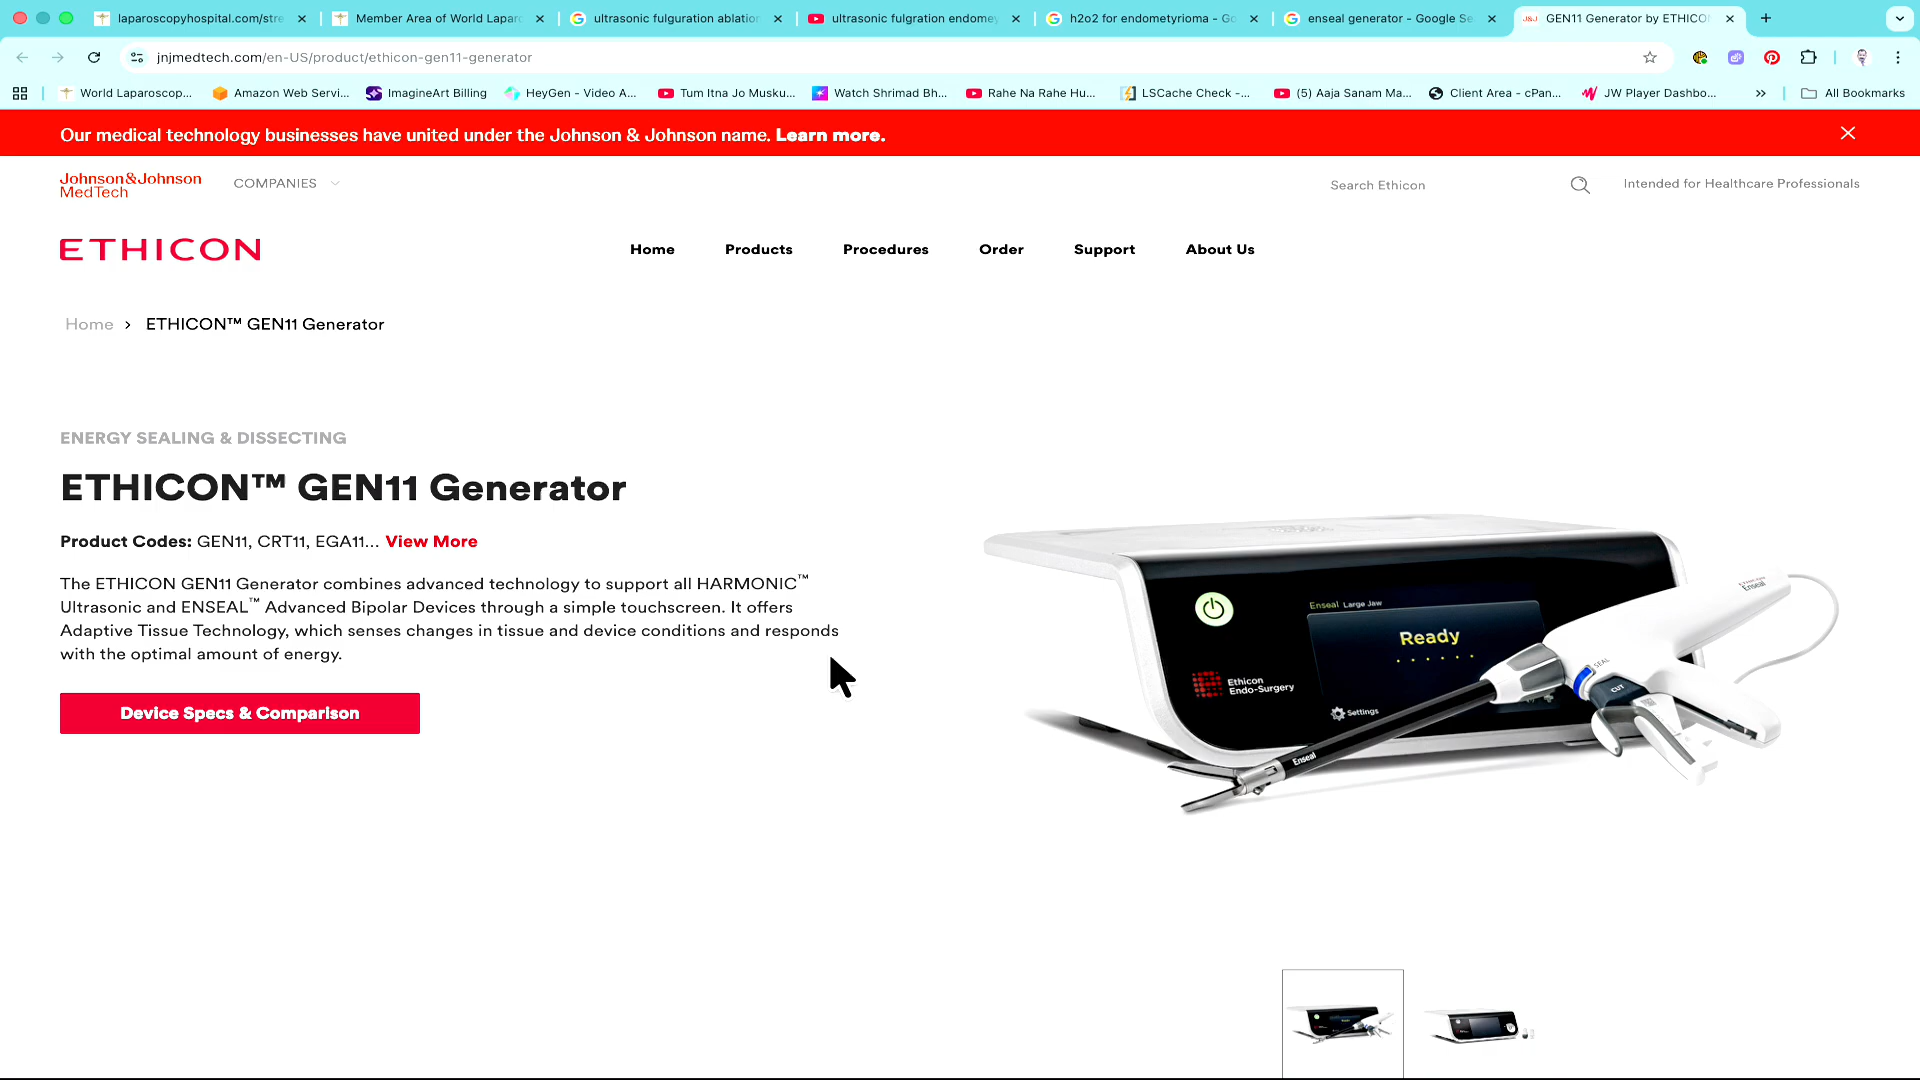 laparoscopyhospital.com/stre
Member Area of World Laparo
ultrasonic fulguration ablation
ultrasonic fulgration endomey
h2o2 for endometyrioma - Go
enseal generator - Google Se
GEN11 Generator by ETHICO
jnjmedtech.com/en-US/product/ethicon-gen11-generator
World Laparoscop...
Amazon Web Servi...
ImagineArt Billing
HeyGen - Video A...
Tum Itna Jo Musku...
Watch Shrimad Bh...
Rahe Na Rahe Hu...
LSCache Check -...
(5) Aaja Sanam Ma...
Client Area - cPan...
JW Player Dashbo...
All Bookmarks
Our medical technology businesses have united under the Johnson & Johnson name. Learn more.
Johnson&Johnson
MedTech
COMPANIES
Search Ethicon
Intended for Healthcare Professionals
ETHICON
Home
Products
Procedures
Order
Support
About Us
Home > ETHICON™ GEN11 Generator
ENERGY SEALING & DISSECTING
ETHICON™ GEN11 Generator
Product Codes: GEN11, CRT11, EGA11... View More
The ETHICON GEN11 Generator combines advanced technology to support all HARMONIC™
Ultrasonic and ENSEAL™ Advanced Bipolar Devices through a simple touchscreen. It offers
Adaptive Tissue Technology, which senses changes in tissue and device conditions and responds
with the optimal amount of energy.
Device Specs & Comparison
Enseal Large Jaw
Ready
Ethicon
Endo-Surgery
Settings
Enseal
ETHICON
Enseal
SEAL
CUT